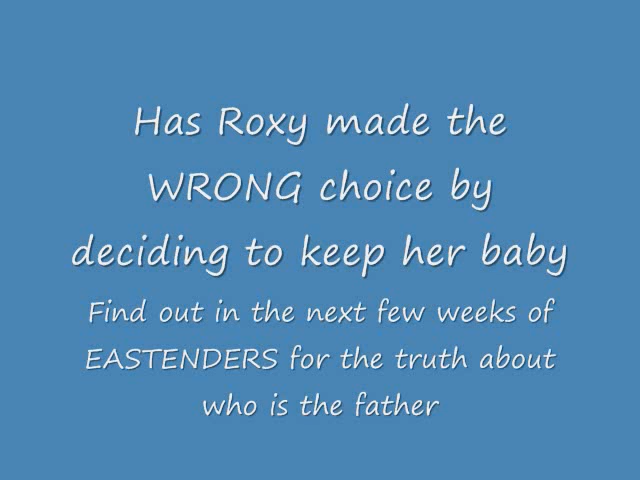 Has Roxy made the
WRONG choice by
deciding to keep her baby
Find out in the next few weeks of
EASTENDERS for the truth about
who is the father